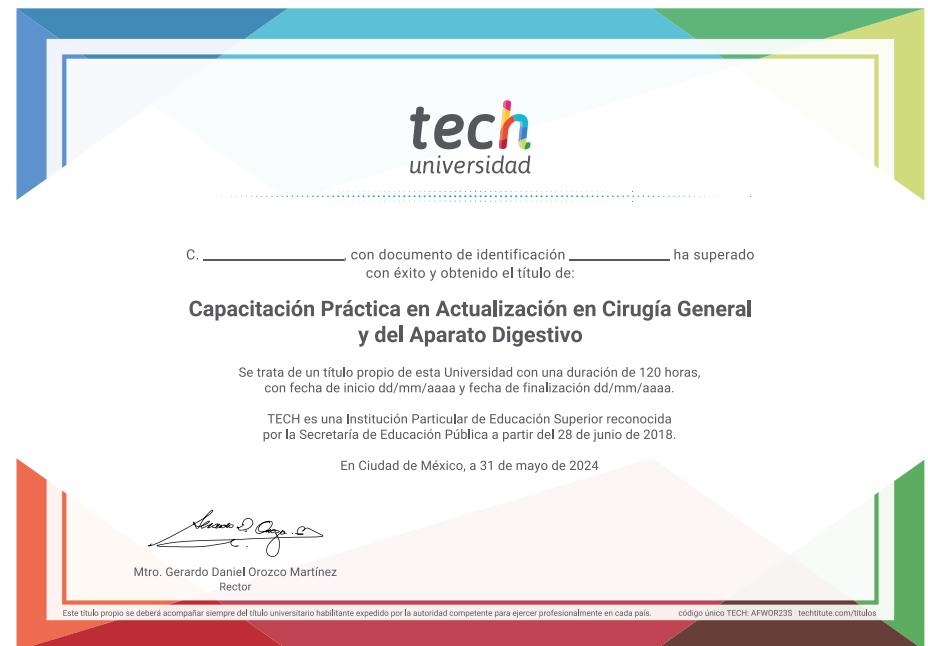 tech
universidad
C. ____________, con documento de identificación ____________ ha superado
con éxito y obtenido el título de:
Capacitación Práctica en Actualización en Cirugía General
y del Aparato Digestivo
Se trata de un título propio de esta Universidad con una duración de 120 horas,
con fecha de inicio dd/mm/aaaa y fecha de finalización dd/mm/aaaa.
TECH es una Institución Particular de Educación Superior reconocida
por la Secretaría de Educación Pública a partir del 28 de junio de 2018.
En Ciudad de México, a 31 de mayo de 2024
Mtro. Gerardo Daniel Orozco Martínez
Rector
Este título propio se deberá acompañar siempre del título universitario habilitante expedido por la autoridad competente para ejercer profesionalmente en cada país. código único TECH: AFWOR23S techtitute.com/titulos